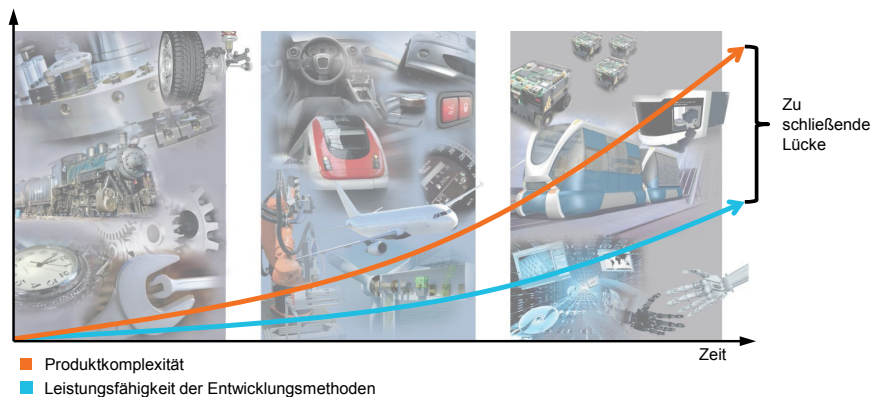 Zu
schließende
Lücke
Zeit
Produktkomplexität
Leistungsfähigkeit der Entwicklungsmethoden